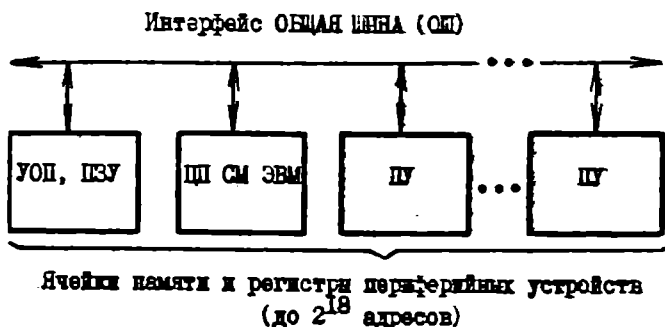 Интерфейс ОБЩАЯ ШИНА (ОШ)
УОП, ПЗУ
ЦП СМ ЭВМ
ПУ
ПУ
Ячейки памяти и регистры периферийных устройств
(до 2^18 адресов)